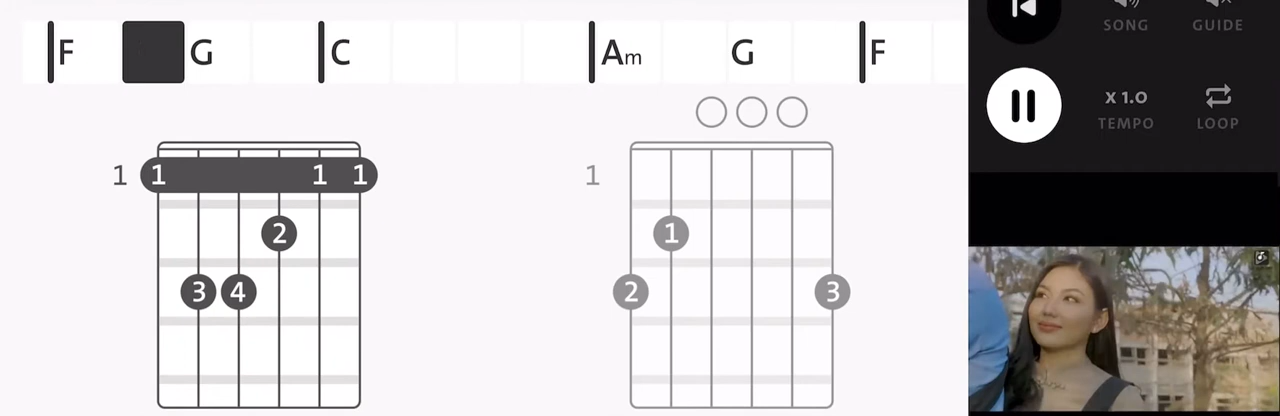 F G C Am G F
SONG GUIDE
X 1.0
TEMPO LOOP
1 1 1 1
2
3 4
1
1
2 3